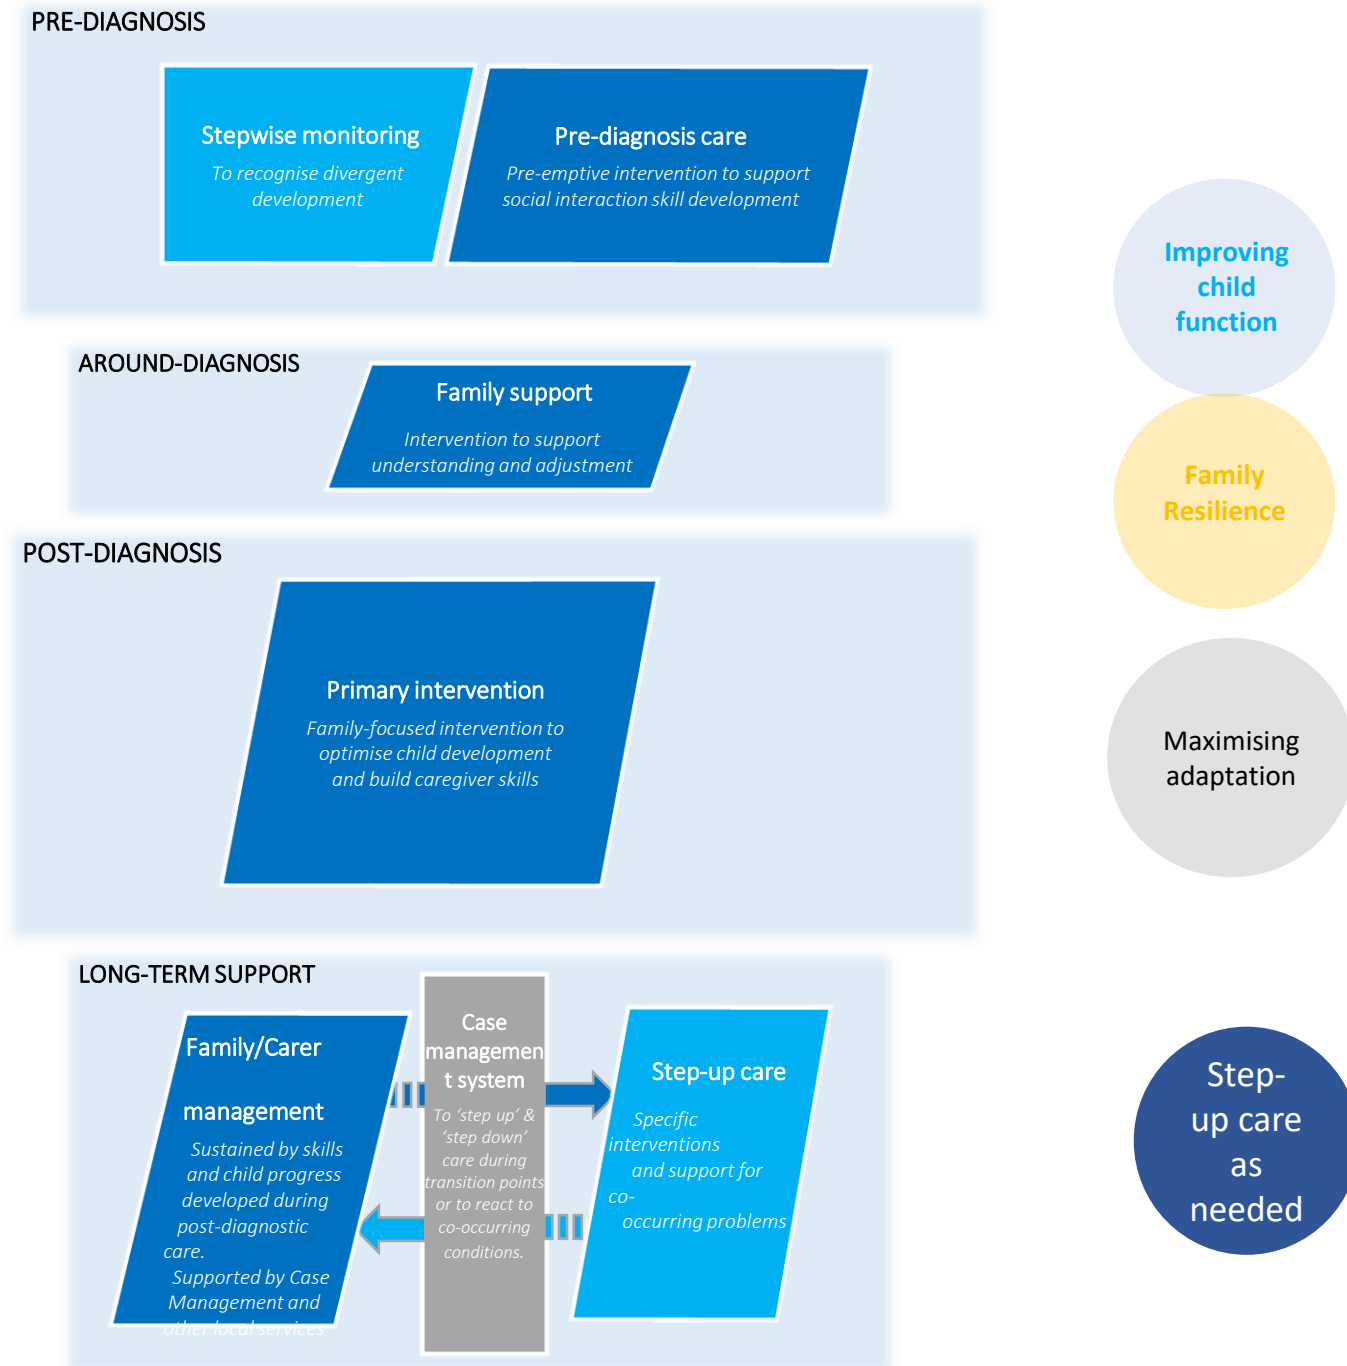 PRE-DIAGNOSIS
Stepwise monitoring
To recognise divergent
development
Pre-diagnosis care
Pre-emptive intervention to support
social interaction skill development
Improving
child
function
AROUND-DIAGNOSIS
Family support
Intervention to support
understanding and adjustment
Family
Resilience
POST-DIAGNOSIS
Primary intervention
Family-focused intervention to
optimise child development
and build caregiver skills
Maximising
adaptation
LONG-TERM SUPPORT
Family/Carer
management
Sustained by skills
and child progress
developed during
post-diagnostic
care.
Supported by Case
Management and
other local services
Case
managemen
t system
To ‘step up’ &
‘step down’
care during
transition points
or to react to
co-occurring
conditions.
Step-up care
Specific
interventions
and support for
co-
occurring problems
Step-
up care
as
needed